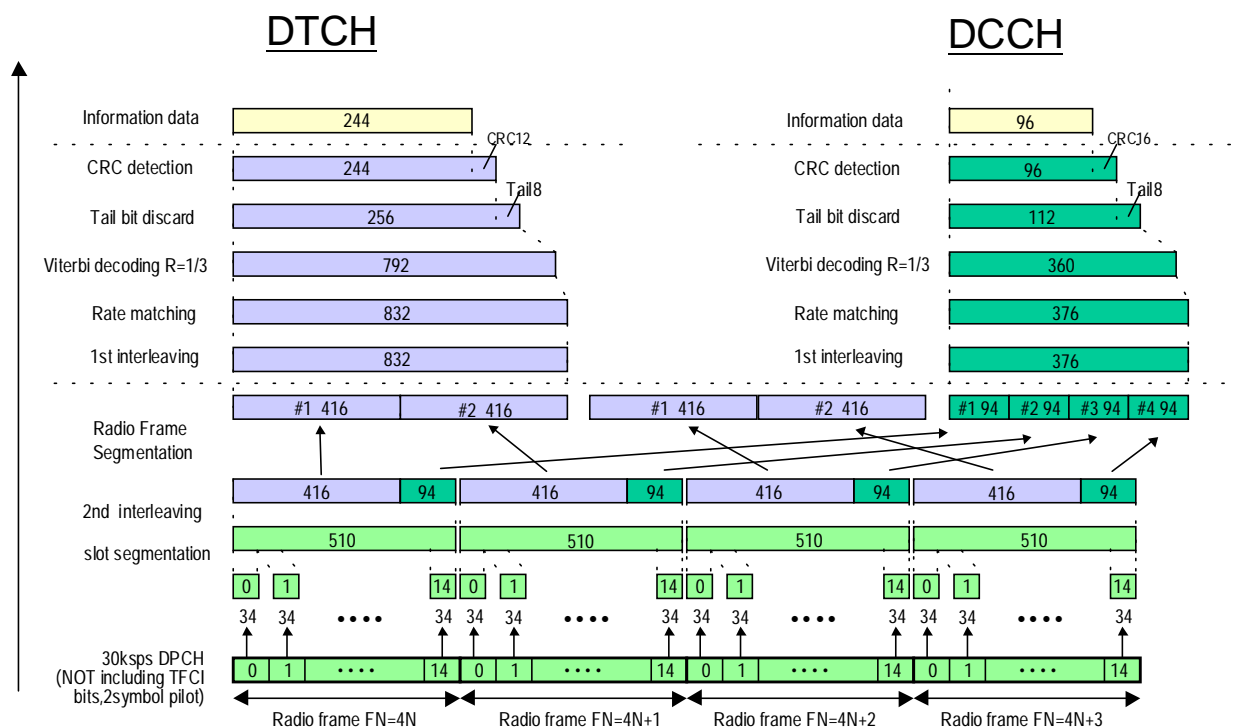 DTCH DCCH
Information data 244 Information data 96
CRC12 CRC16
CRC detection 244 CRC detection 96
Tail8 Tail8
Tail bit discard 256 Tail bit discard 112
Viterbi decoding R=1/3 792 Viterbi decoding R=1/3 360
Rate matching 832 Rate matching 376
1st interleaving 832 1st interleaving 376
#1 416 #2 416 #1 416 #2 416 #1 94 #2 94 #3 94 #4 94
Radio Frame
Segmentation
416 94 416 94 416 94 416 94
2nd interleaving
510 510 510 510
slot segmentation
0 1 14 0 1 14 0 1 14 0 1 14
34 34 •••• 34 34 34 •••• 34 34 34 •••• 34 34 34 •••• 34
30ksps DPCH
(NOT including TFCI
bits,2symbol pilot)
0 1 •••• 14 0 1 •••• 14 0 1 •••• 14 0 1 •••• 14
Radio frame FN=4N Radio frame FN=4N+1 Radio frame FN=4N+2 Radio frame FN=4N+3